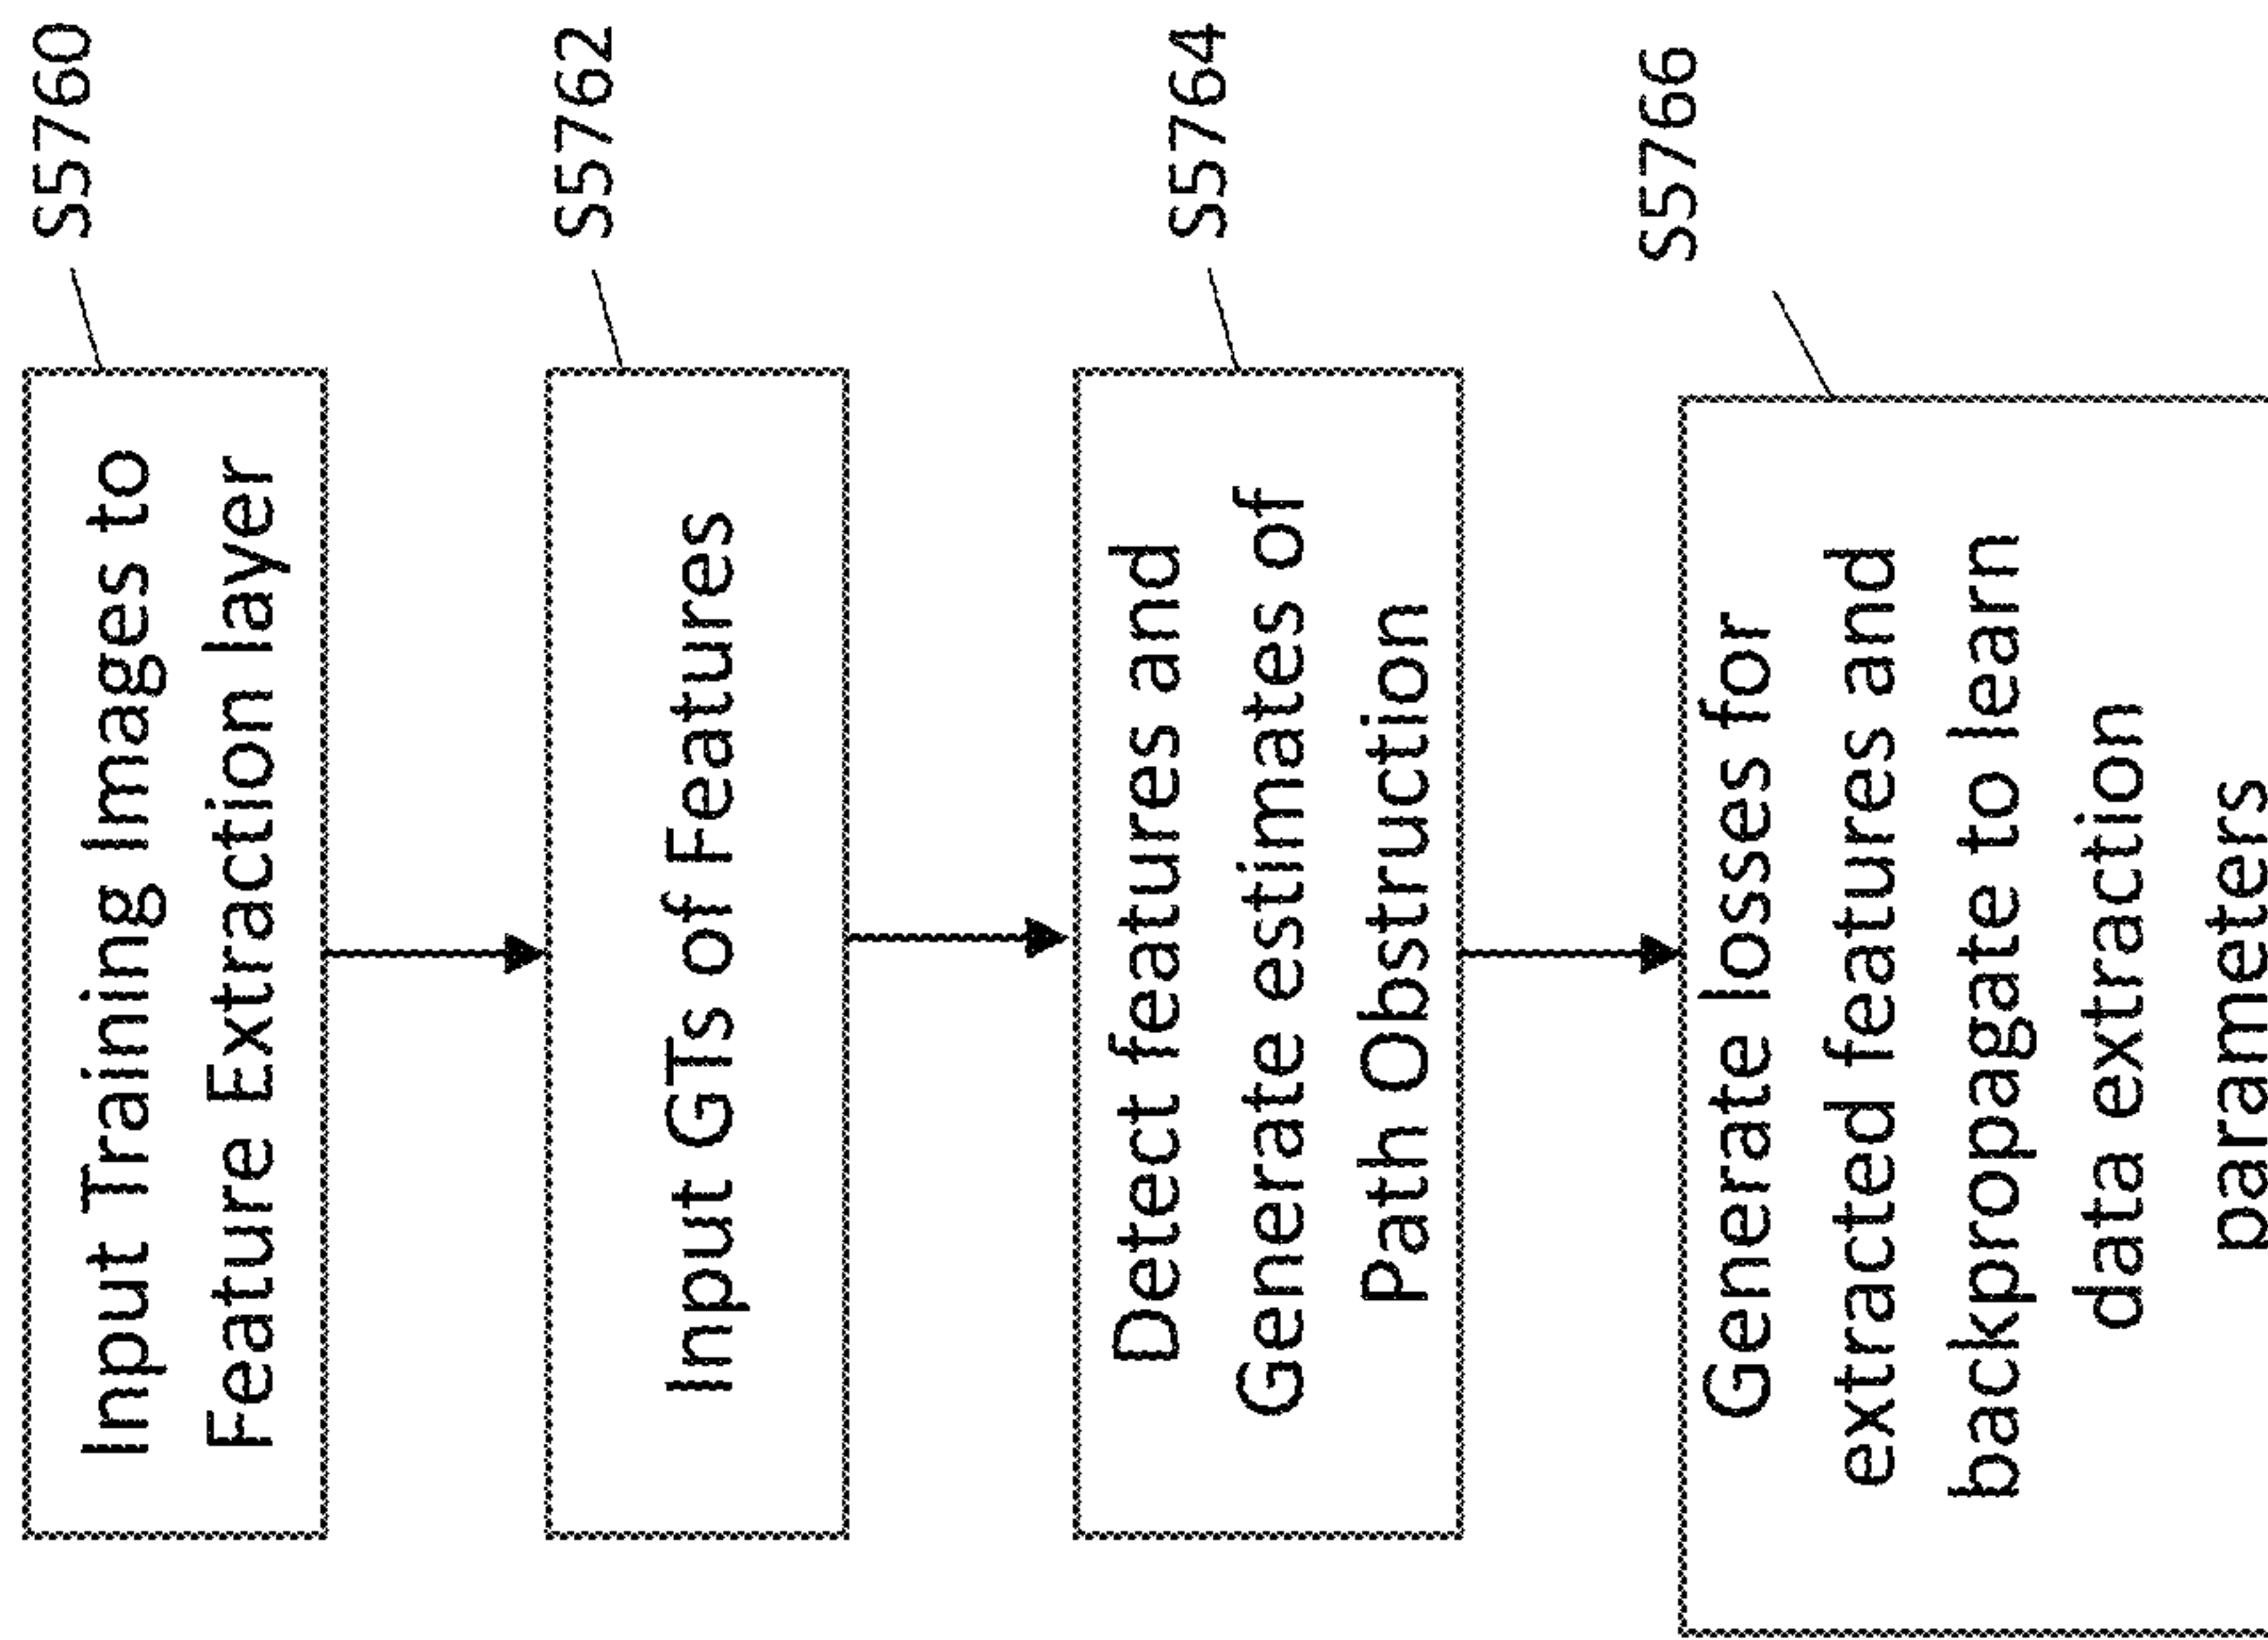 S5760
Input Training Images to
Feature Extraction layer
S5762
Input GTs of Features
S5764
Detect features and
Generate estimates of
Path Obstruction
S5766
Generate losses for
extracted features and
backpropagate to learn
data extraction
parameters